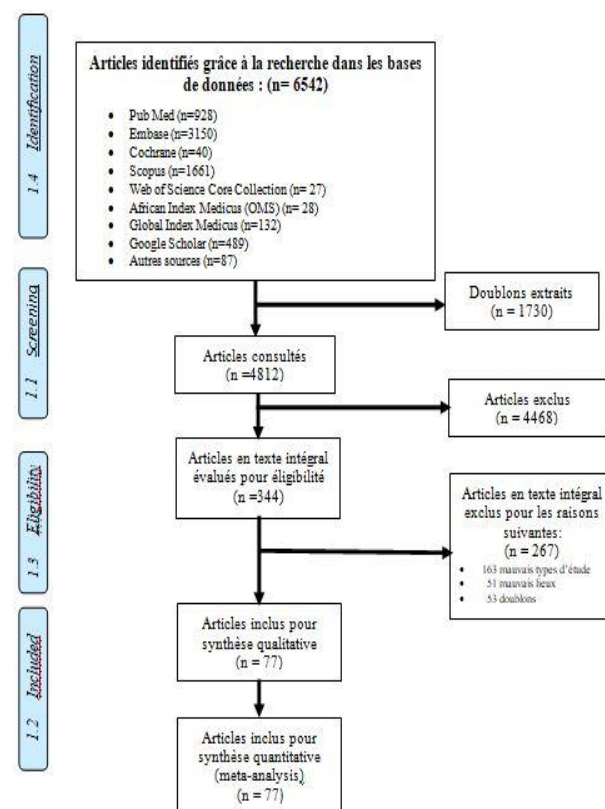 1.4 Identification
Articles identifiés grâce à la recherche dans les bases
de données : (n= 6542)
• Pub Med (n=928)
• Embase (n=3150)
• Cochrane (n=40)
• Scopus (n=1661)
• Web of Science Core Collection (n= 27)
• African Index Medicus (OMS) (n= 28)
• Global Index Medicus (n=132)
• Google Scholar (n=489)
• Autres sources (n=87)
Doublons extraits
(n = 1730)
1.1 Screening
Articles consultés
(n =4812)
Articles exclus
(n = 4468)
1.3 Eligibility
Articles en texte intégral
évalués pour éligibilité
(n =344)
Articles en texte intégral
exclus pour les raisons
suivantes:
(n = 267)
• 163 mauvais types d'étude
• 51 mauvais lieux
• 53 doublons
1.2 Included
Articles inclus pour
synthèse qualitative
(n = 77)
Articles inclus pour
synthèse quantitative
(meta-analysis)
(n = 77)